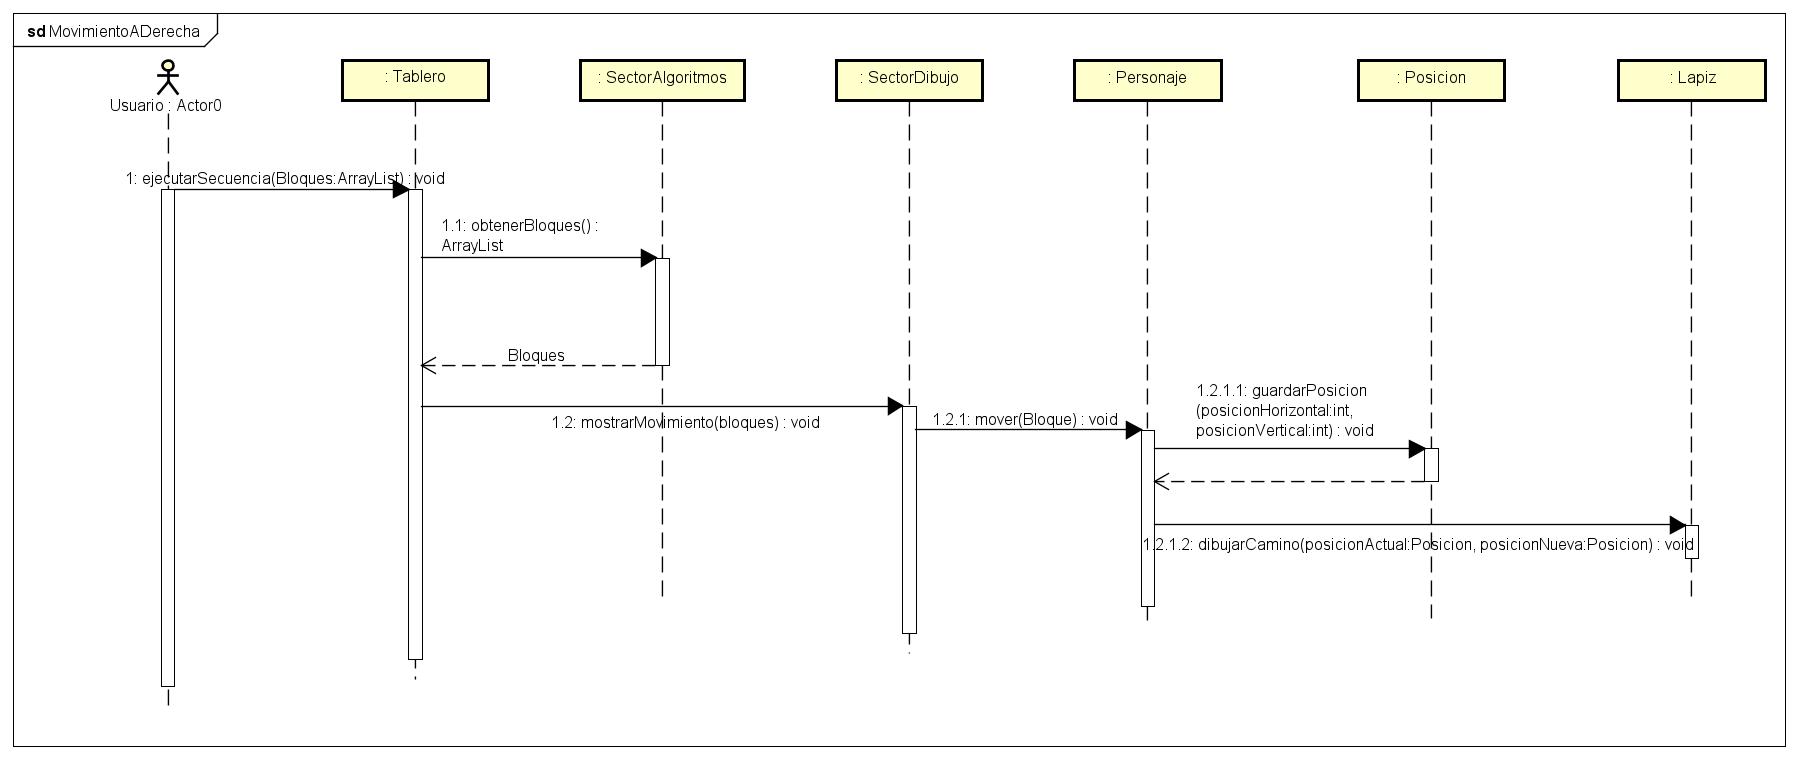 sd MovimientoADerecha
Usuario : Actor0
: Tablero
: SectorAlgoritmos
: SectorDibujo
: Personaje
: Posicion
: Lapiz
1: ejecutarSecuencia(Bloques:ArrayList) : void
1.1: obtenerBloques() :
ArrayList
Bloques
1.2: mostrarMovimiento(bloques) : void
1.2.1: mover(Bloque) : void
1.2.1.1: guardarPosicion
(posicionHorizontal:int,
posicionVertical:int) : void
1.2.1.2: dibujarCamino(posicionActual:Posicion, posicionNueva:Posicion) : void